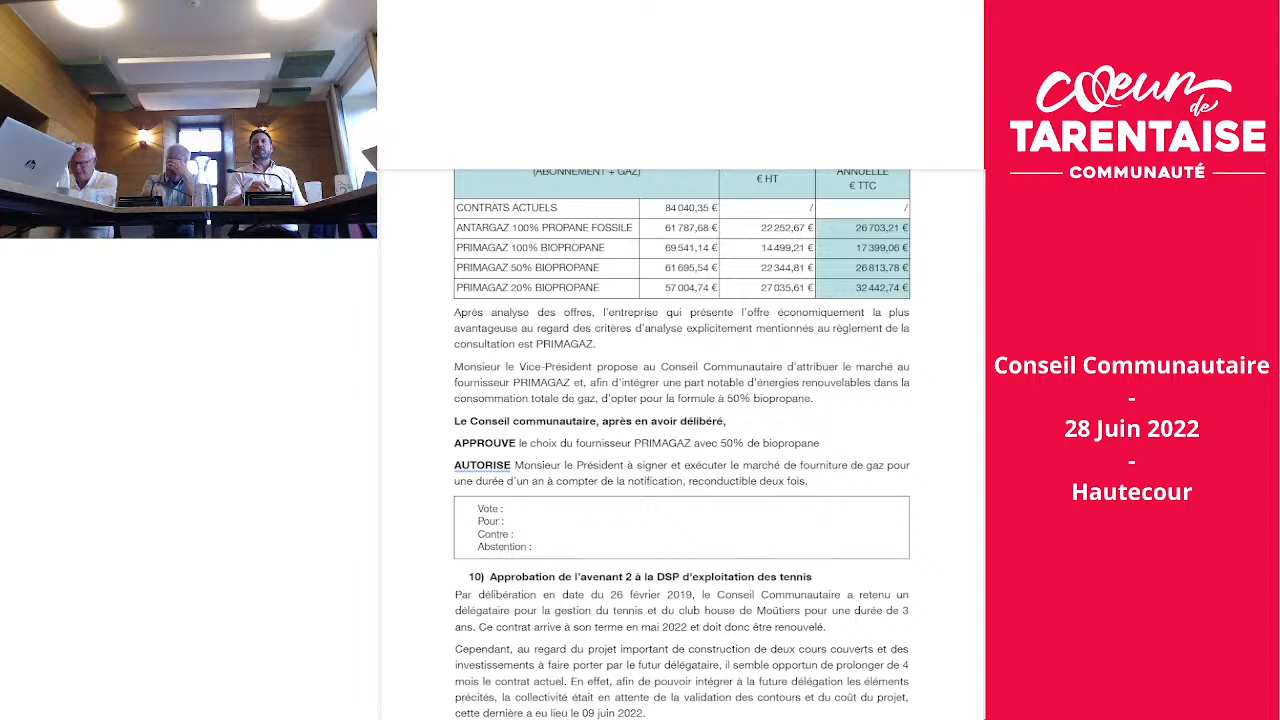 (ABONNEMENT + GAZ)
€ HT
ANNUELLE
€ TTC
CONTRATS ACTUELS 84 040,35 € / /
ANTARGAZ 100% PROPANE FOSSILE 61 787,68 € 22 252,67 € 26 703,21 €
PRIMAGAZ 100% BIOPROPANE 69 541,14 € 14 499,21 € 17 399,06 €
PRIMAGAZ 50% BIOPROPANE 61 695,54 € 22 344,81 € 26 813,78 €
PRIMAGAZ 20% BIOPROPANE 57 004,74 € 27 035,61 € 32 442,74 €
Après analyse des offres, l'entreprise qui présente l'offre économiquement la plus
avantageuse au regard des critères d'analyse explicitement mentionnés au règlement de la
consultation est PRIMAGAZ.
Monsieur le Vice-Président propose au Conseil Communautaire d'attribuer le marché au
fournisseur PRIMAGAZ et, afin d'intégrer une part notable d'énergies renouvelables dans la
consommation totale de gaz, d'opter pour la formule à 50% biopropane.
Le Conseil communautaire, après en avoir délibéré,
APPROUVE le choix du fournisseur PRIMAGAZ avec 50% de biopropane
AUTORISE Monsieur le Président à signer et exécuter le marché de fourniture de gaz pour
une durée d'un an à compter de la notification, reconductible deux fois.
Vote :
Pour :
Contre :
Abstention :
10) Approbation de l'avenant 2 à la DSP d'exploitation des tennis
Par délibération en date du 26 février 2019, le Conseil Communautaire a retenu un
délégataire pour la gestion du tennis et du club house de Moûtiers pour une durée de 3
ans. Ce contrat arrive à son terme en mai 2022 et doit donc être renouvelé.
Cependant, au regard du projet important de construction de deux cours couverts et des
investissements à faire porter par le futur délégataire, il semble opportun de prolonger de 4
mois le contrat actuel. En effet, afin de pouvoir intégrer à la future délégation les éléments
précités, la collectivité était en attente de la validation des contours et du coût du projet,
cette dernière a eu lieu le 09 juin 2022.
Cœur
de
TARENTAISE
COMMUNAUTÉ
Conseil Communautaire
-
28 Juin 2022
-
Hautecour